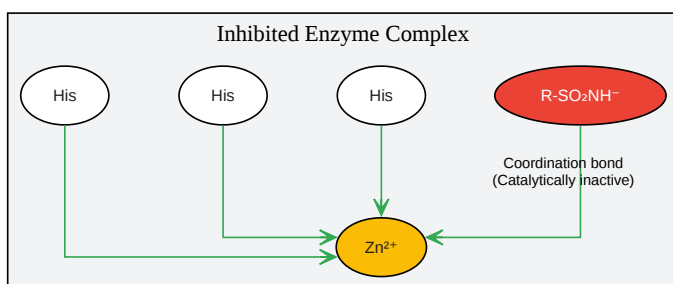 Inhibited Enzyme Complex
His
His
His
R-SO₂NH⁻
Coordination bond
(Catalytically inactive)
Zn²⁺